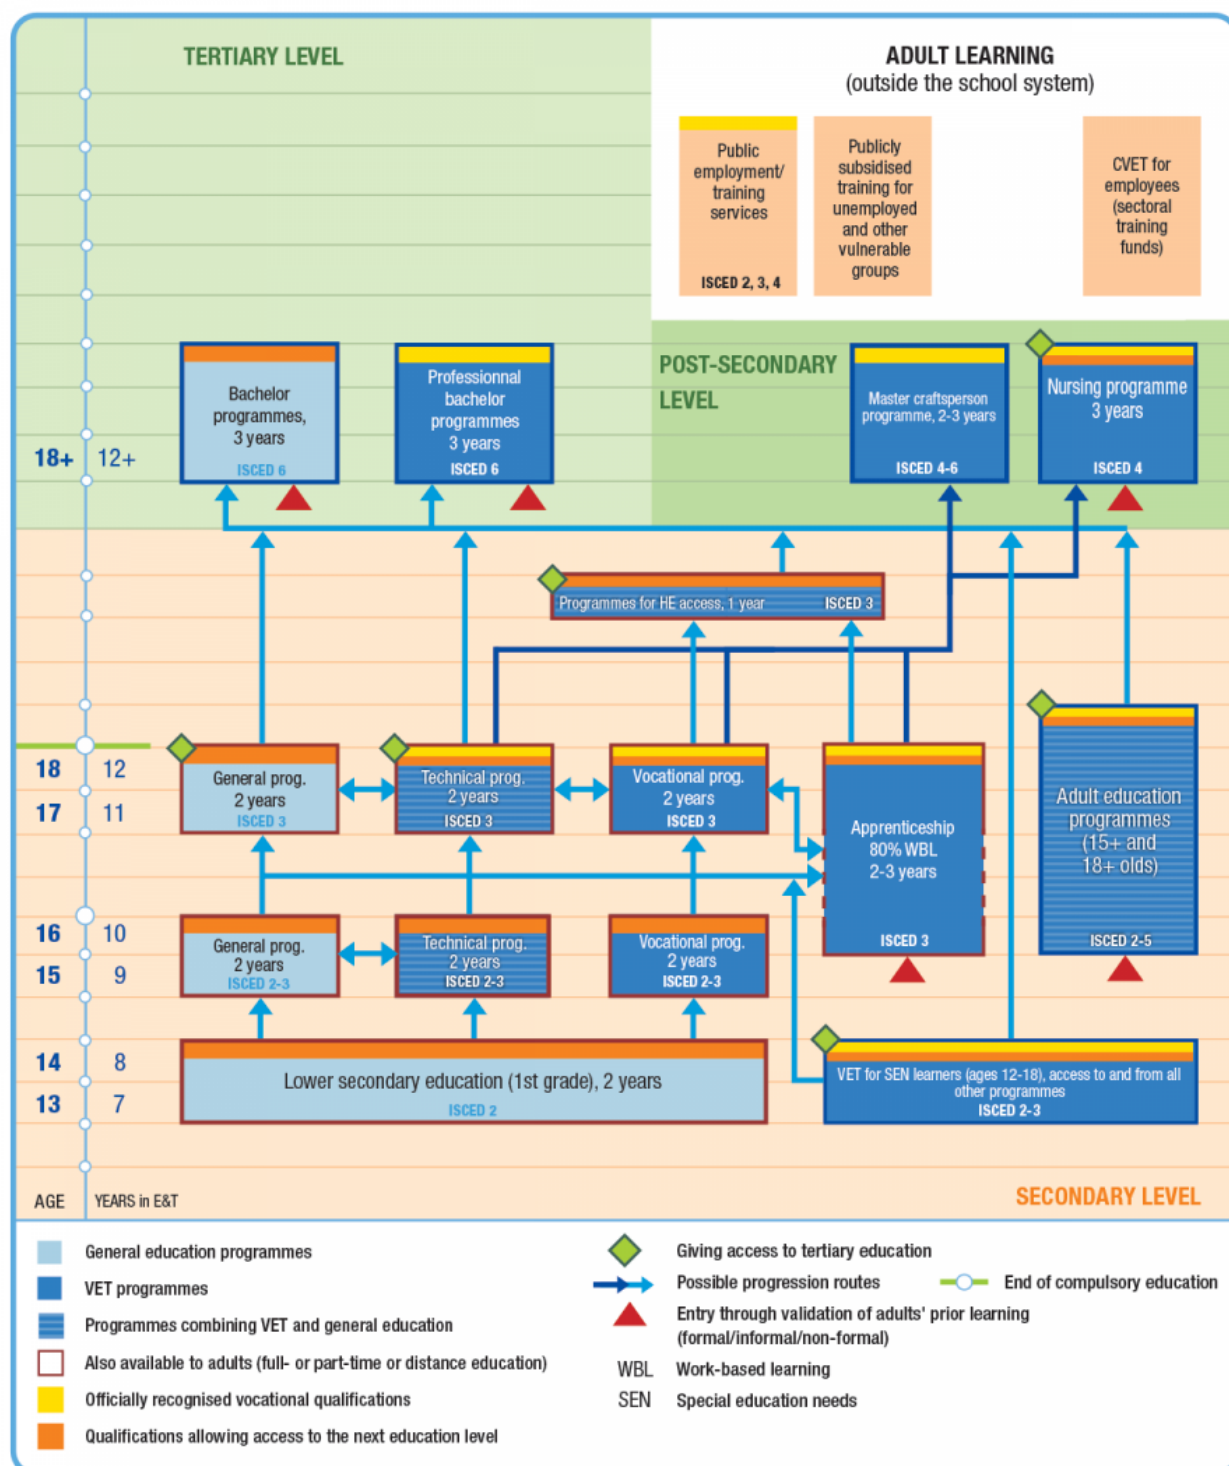 TERTIARY LEVEL
ADULT LEARNING
(outside the school system)
Public
employment/
training
services
ISCED 2, 3, 4
Publicly
subsidised
training for
unemployed
and other
vulnerable
groups
CVET for
employees
(sectoral
training
funds)
POST-SECONDARY
LEVEL
Bachelor
programmes,
3 years
ISCED 6
Professionnal
bachelor
programmes
3 years
ISCED 6
Master craftsperson
programme, 2-3 years
ISCED 4-6
Nursing programme
3 years
ISCED 4
18+ 12+
Programmes for HE access, 1 year ISCED 3
18 12
17 11
General prog.
2 years
ISCED 3
Technical prog.
2 years
ISCED 3
Vocational prog.
2 years
ISCED 3
Apprenticeship
80% WBL
2-3 years
ISCED 3
Adult education
programmes
(15+ and
18+ olds)
ISCED 2-5
16 10
15 9
General prog.
2 years
ISCED 2-3
Technical prog.
2 years
ISCED 2-3
Vocational prog.
2 years
ISCED 2-3
14 8
13 7
Lower secondary education (1st grade), 2 years
ISCED 2
VET for SEN learners (ages 12-18), access to and from all
other programmes
ISCED 2-3
AGE YEARS in E&T
SECONDARY LEVEL
General education programmes
VET programmes
Programmes combining VET and general education
Also available to adults (full- or part-time or distance education)
Officially recognised vocational qualifications
Qualifications allowing access to the next education level
Giving access to tertiary education
Possible progression routes
End of compulsory education
Entry through validation of adults' prior learning
(formal/informal/non-formal)
WBL Work-based learning
SEN Special education needs